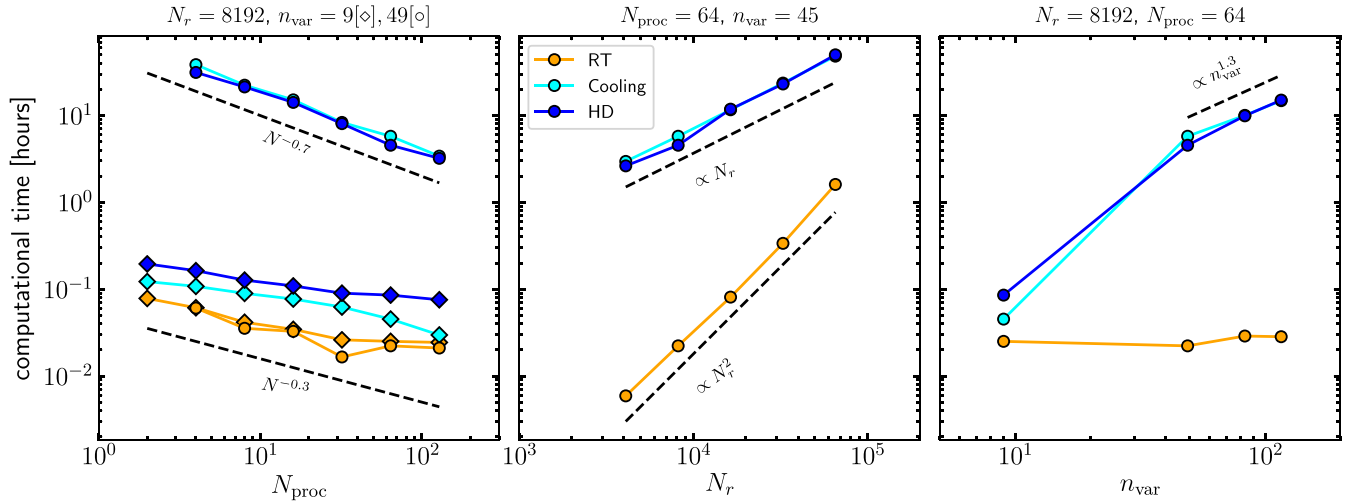 N_r = 8192, n_var = 9[⋄], 49[∘]
N_proc = 64, n_var = 45
N_r = 8192, N_proc = 64
computational time [hours]
10^1
10^0
10^−1
10^−2
N^−0.7
N^−0.3
10^0
10^1
10^2
N_proc
RT
Cooling
HD
∝ N_r
∝ N_r^2
10^3
10^4
10^5
N_r
∝ n_var^1.3
10^1
10^2
n_var